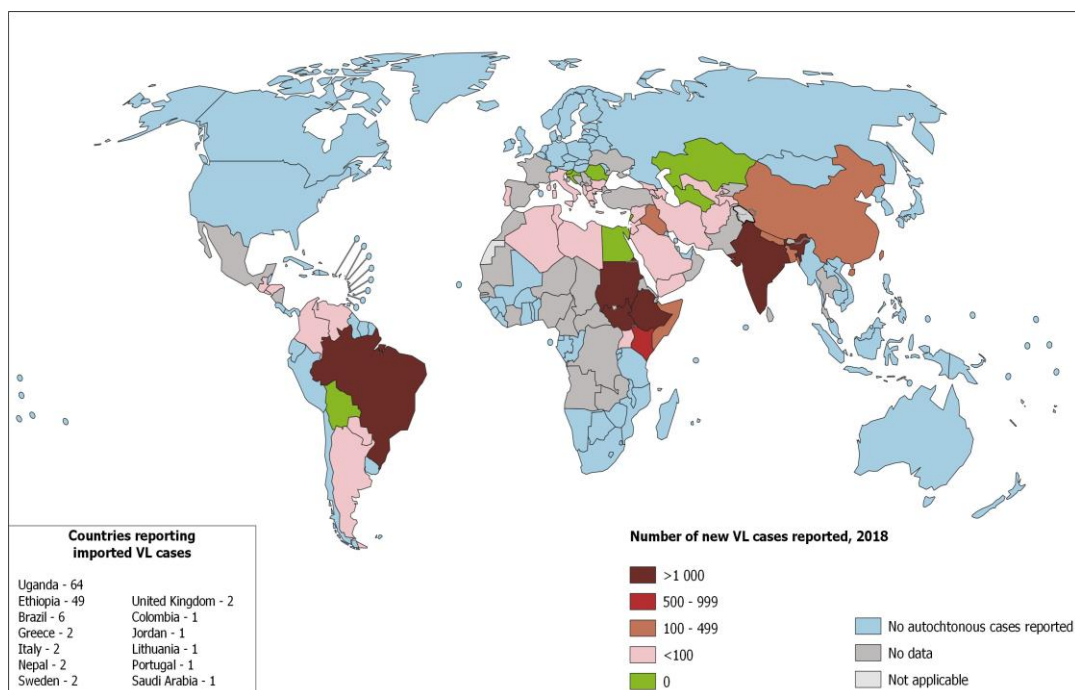 Countries reporting
imported VL cases
Uganda - 64
Ethiopia - 49
Brazil - 6
Greece - 2
Italy - 2
Nepal - 2
Sweden - 2
United Kingdom - 2
Colombia - 1
Jordan - 1
Lithuania - 1
Portugal - 1
Saudi Arabia - 1
Number of new VL cases reported, 2018
>1 000
500 - 999
100 - 499
<100
0
No autochtonous cases reported
No data
Not applicable